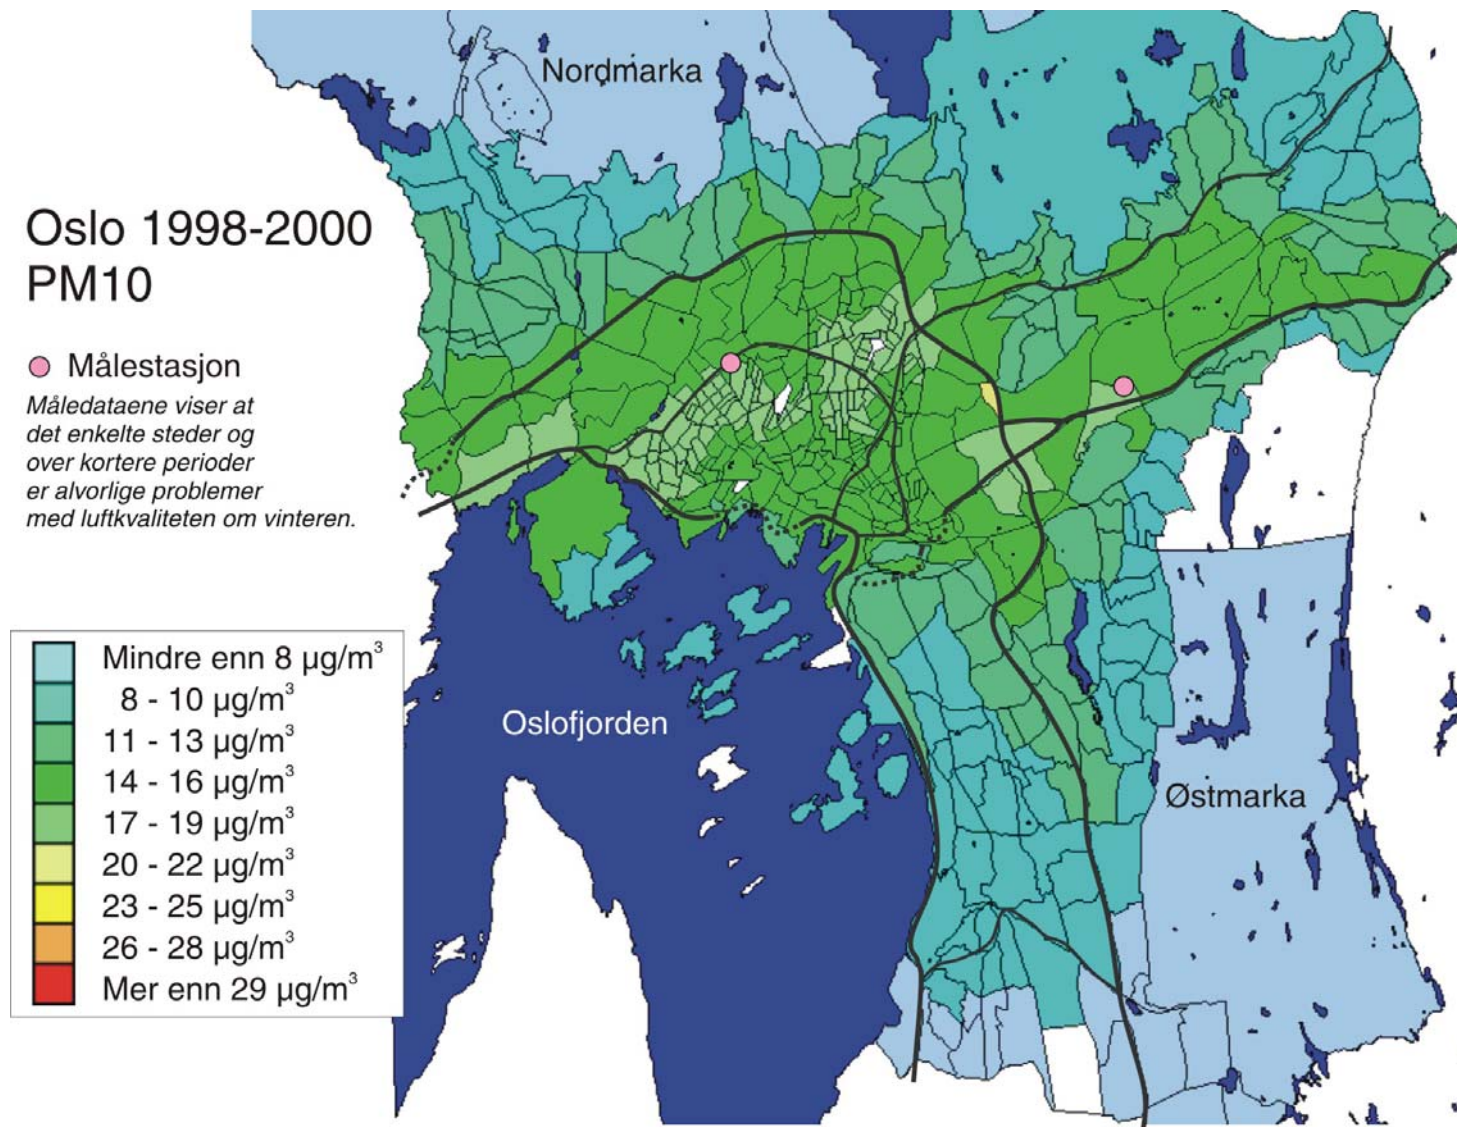 Nordmarka
Oslo 1998-2000
PM10
Målestasjon
Måledataene viser at
det enkelte steder og
over kortere perioder
er alvorlige problemer
med luftkvaliteten om vinteren.
Mindre enn 8 µg/m³
8 - 10 µg/m³
11 - 13 µg/m³
14 - 16 µg/m³
17 - 19 µg/m³
20 - 22 µg/m³
23 - 25 µg/m³
26 - 28 µg/m³
Mer enn 29 µg/m³
Oslofjorden
Østmarka